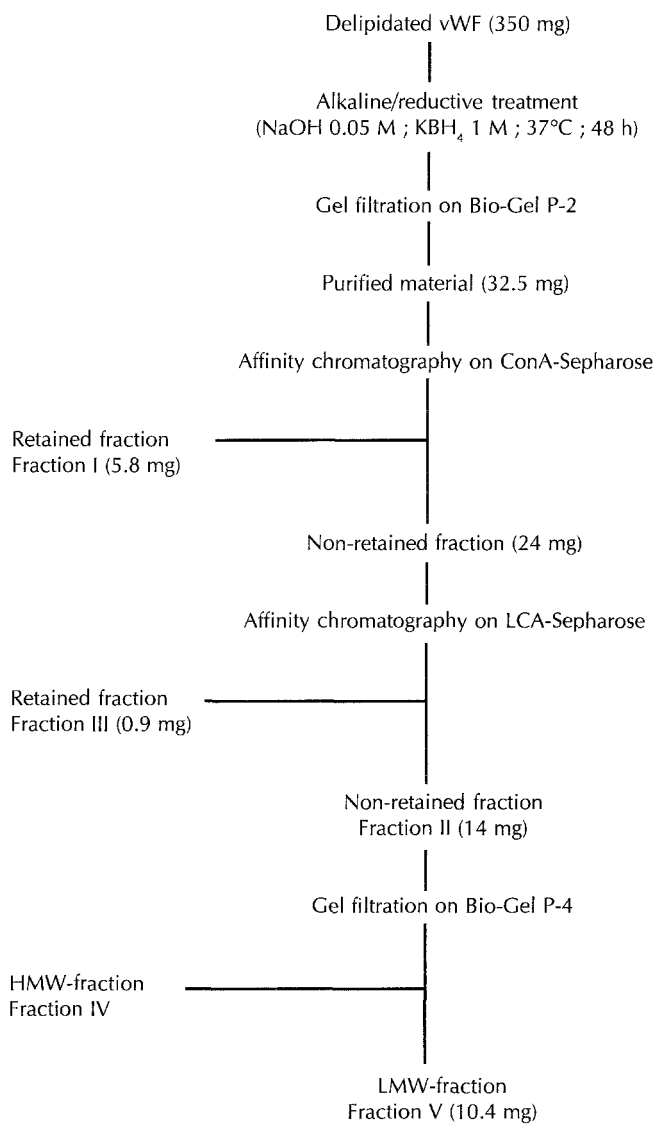 Delipidated vWF (350 mg)
Alkaline/reductive treatment
(NaOH 0.05 M ; KBH4 1 M ; 37°C ; 48 h)
Gel filtration on Bio-Gel P-2
Purified material (32.5 mg)
Affinity chromatography on ConA-Sepharose
Retained fraction
Fraction I (5.8 mg)
Non-retained fraction (24 mg)
Affinity chromatography on LCA-Sepharose
Retained fraction
Fraction III (0.9 mg)
Non-retained fraction
Fraction II (14 mg)
Gel filtration on Bio-Gel P-4
HMW-fraction
Fraction IV
LMW-fraction
Fraction V (10.4 mg)